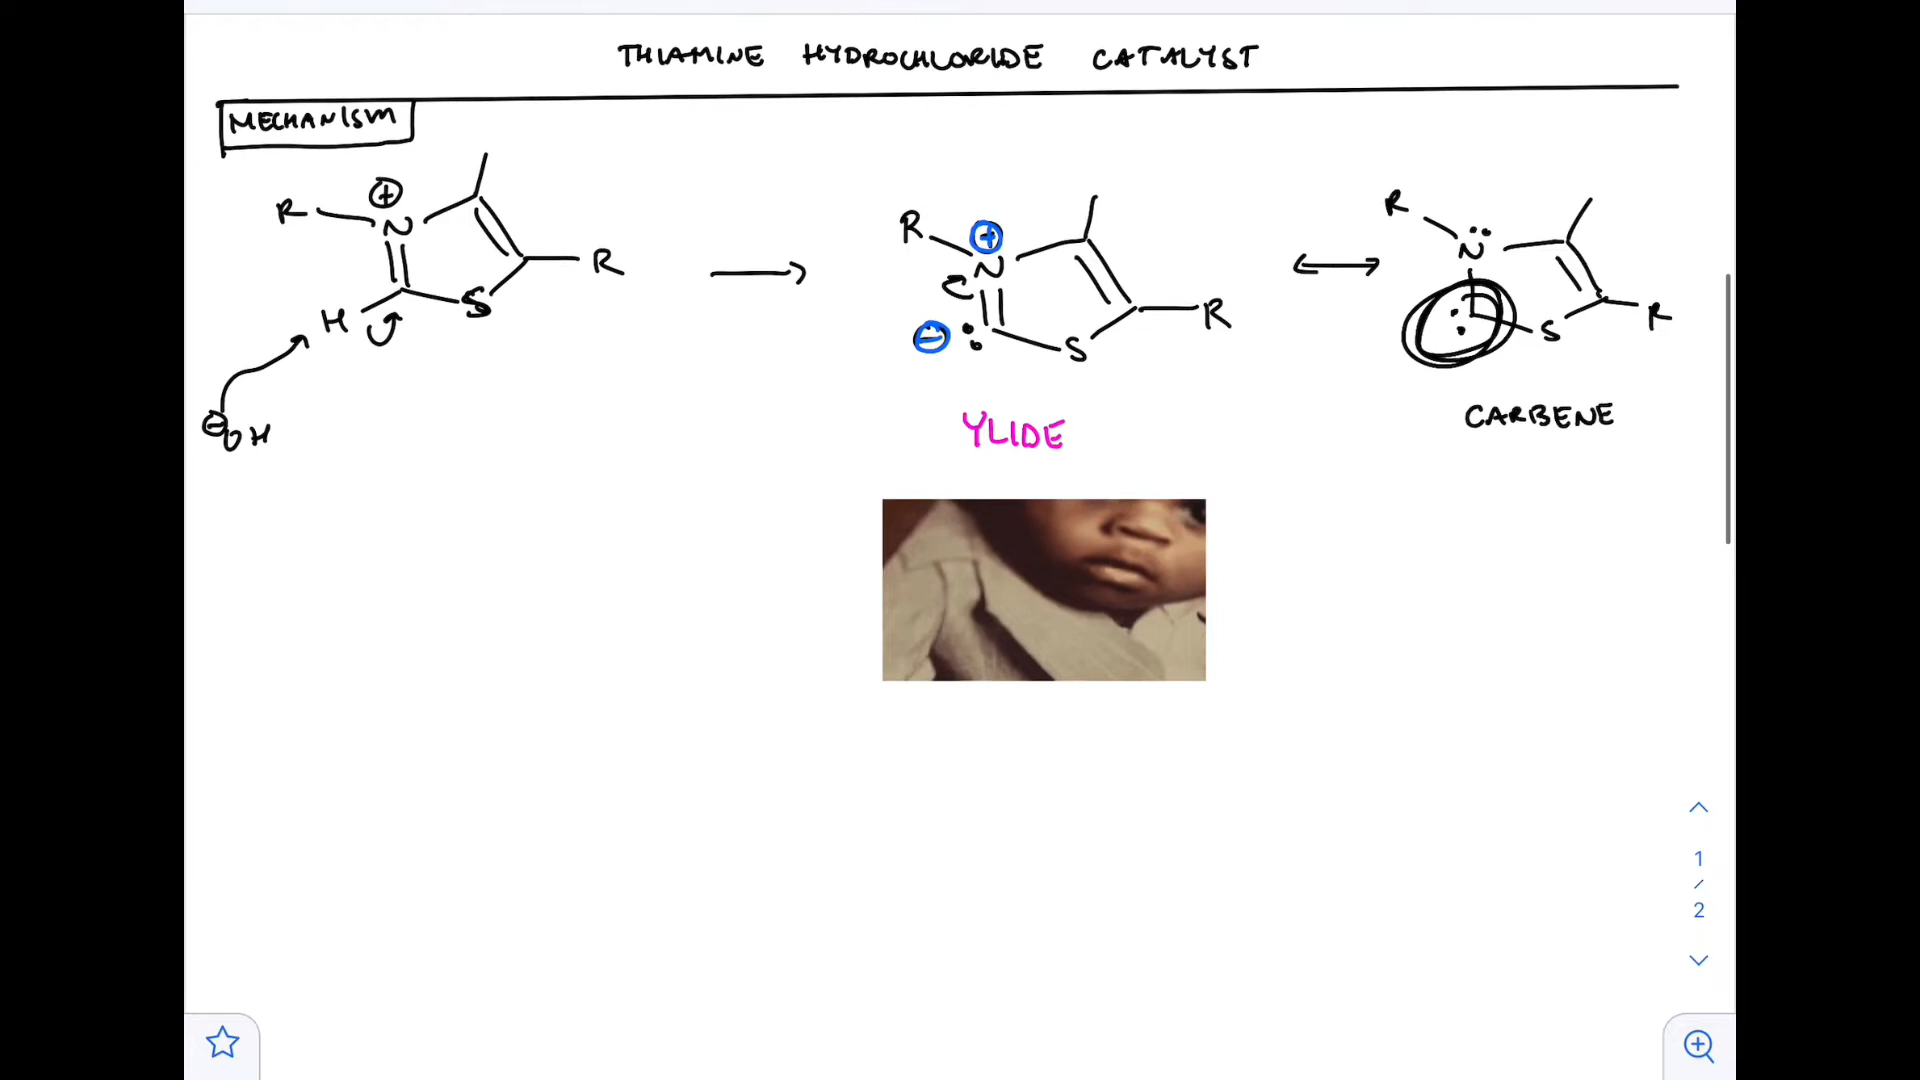 THIAMINE HYDROCHLORIDE CATALYST
MECHANISM
R
⊕
N
R
H
S
⊖OH
R
⊕
N
⊖
S
R
YLIDE
R
N
S
R
CARBENE
1
/
2